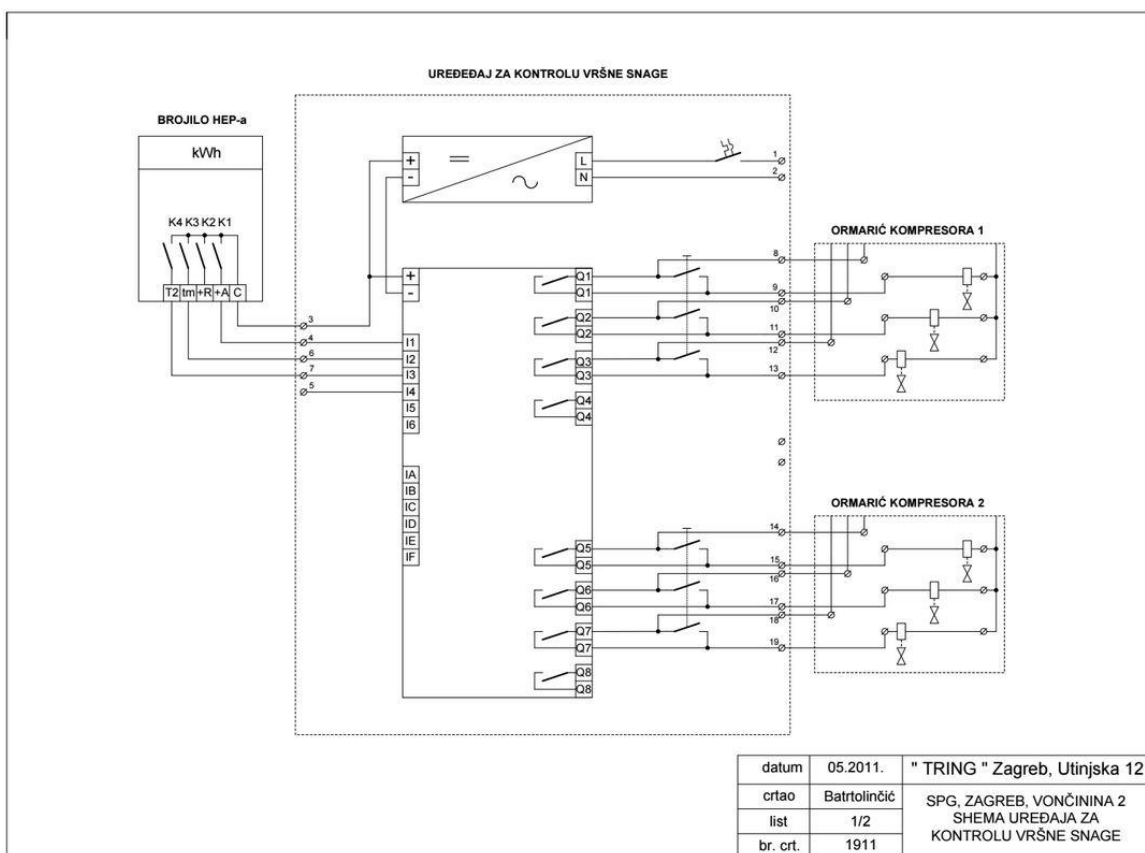 UREĐEĐAJ ZA KONTROLU VRŠNE SNAGE
BROJILO HEP-a
kWh
K4 K3 K2 K1
T2 tm +R +A C
+
-
L
N
1
2
+
-
3
4
6
7
5
I1
I2
I3
I4
I5
I6
IA
IB
IC
ID
IE
IF
Q1
Q1
Q2
Q2
Q3
Q3
Q4
Q4
Q5
Q5
Q6
Q6
Q7
Q7
Q8
Q8
8
9
10
11
12
13
14
15
16
17
18
19
ORMARIĆ KOMPRESORA 1
ORMARIĆ KOMPRESORA 2
datum 05.2011. " TRING " Zagreb, Utinjska 12
crtao Batrtolinčić
list 1/2
br. crt. 1911
SPG, ZAGREB, VONČININA 2
SHEMA UREĐAJA ZA
KONTROLU VRŠNE SNAGE